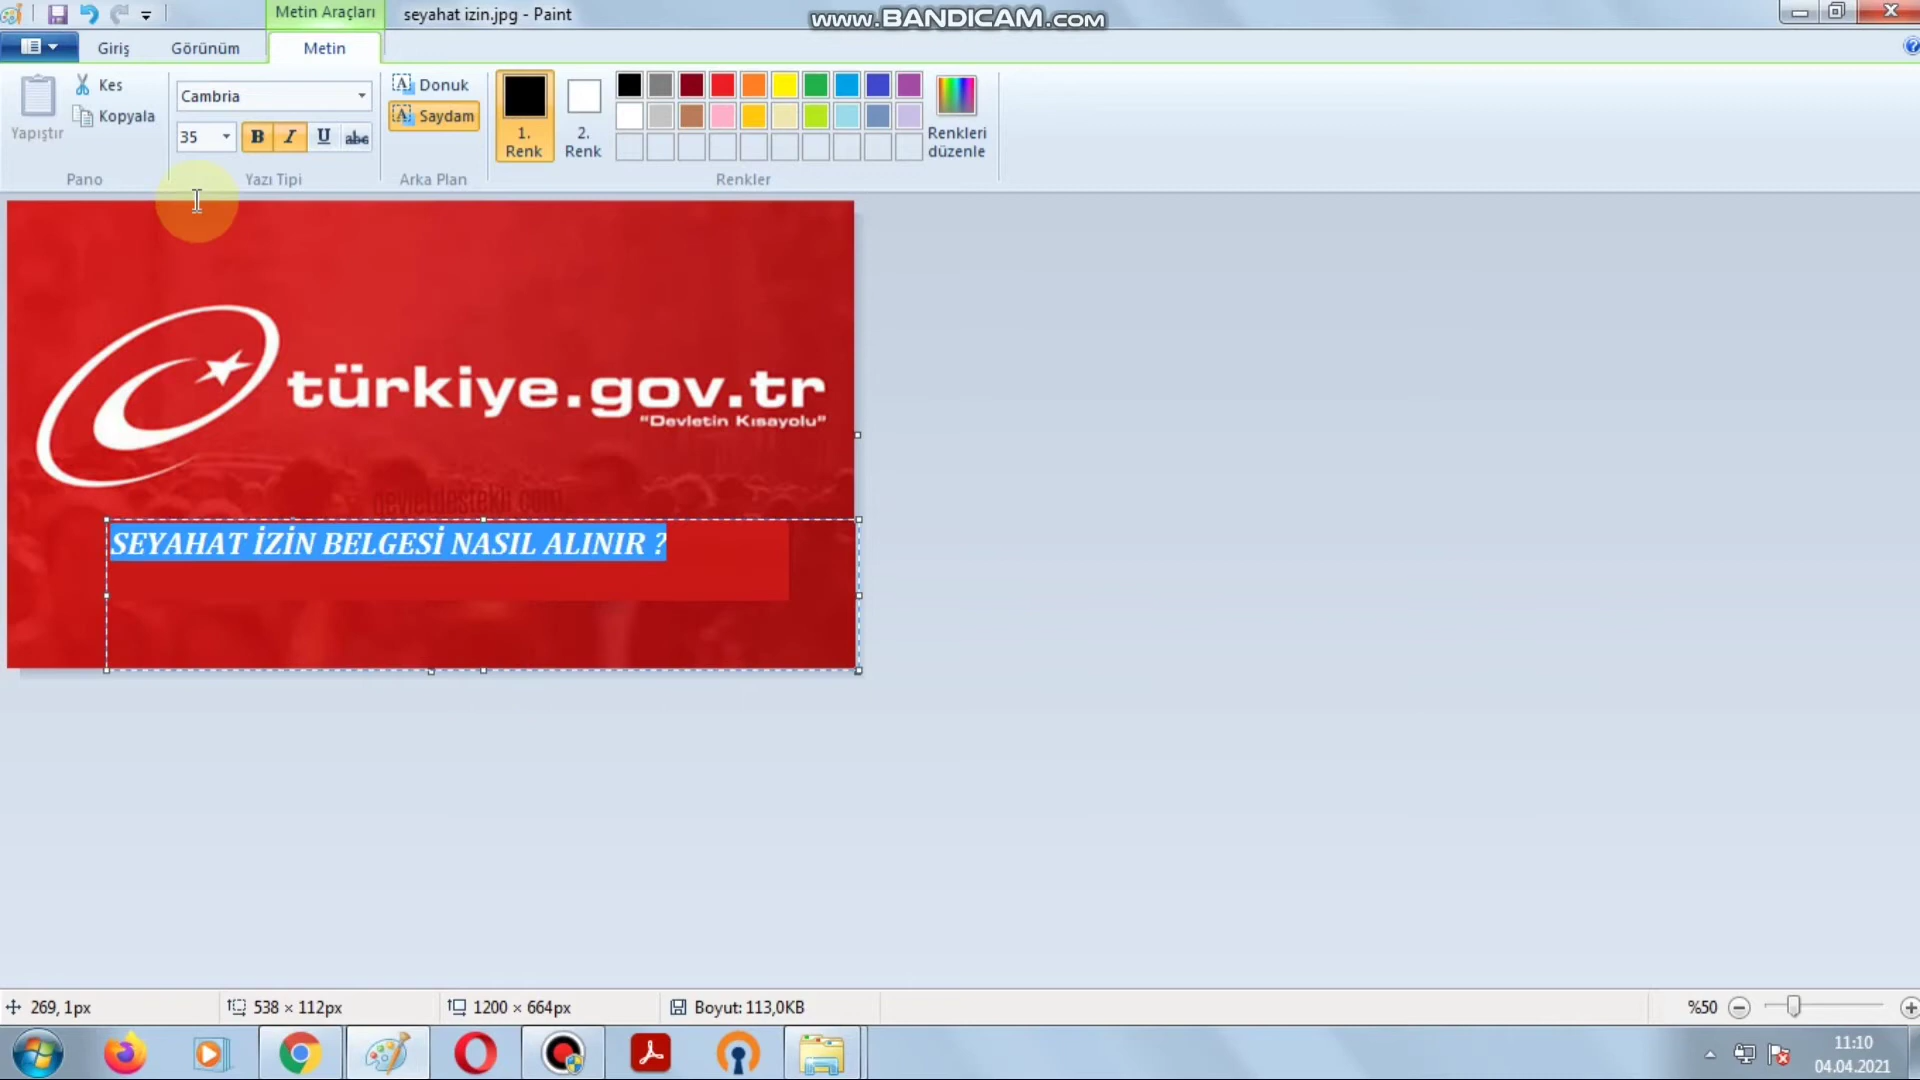 Metin Araçları
seyahat izin.jpg - Paint
www.BANDICAM.com
Giriş
Görünüm
Metin
Yapıştır
Kes
Kopyala
Pano
Cambria
35
B I U abc
Yazı Tipi
Donuk
Saydam
Arka Plan
1.
Renk
2.
Renk
Renkleri
düzenle
Renkler
türkiye.gov.tr
"Devletin Kısayolu"
devletdestekli.com
SEYAHAT İZİN BELGESİ NASIL ALINIR ?
269, 1px
538 × 112px
1200 × 664px
Boyut: 113,0KB
%50
11:10
04.04.2021